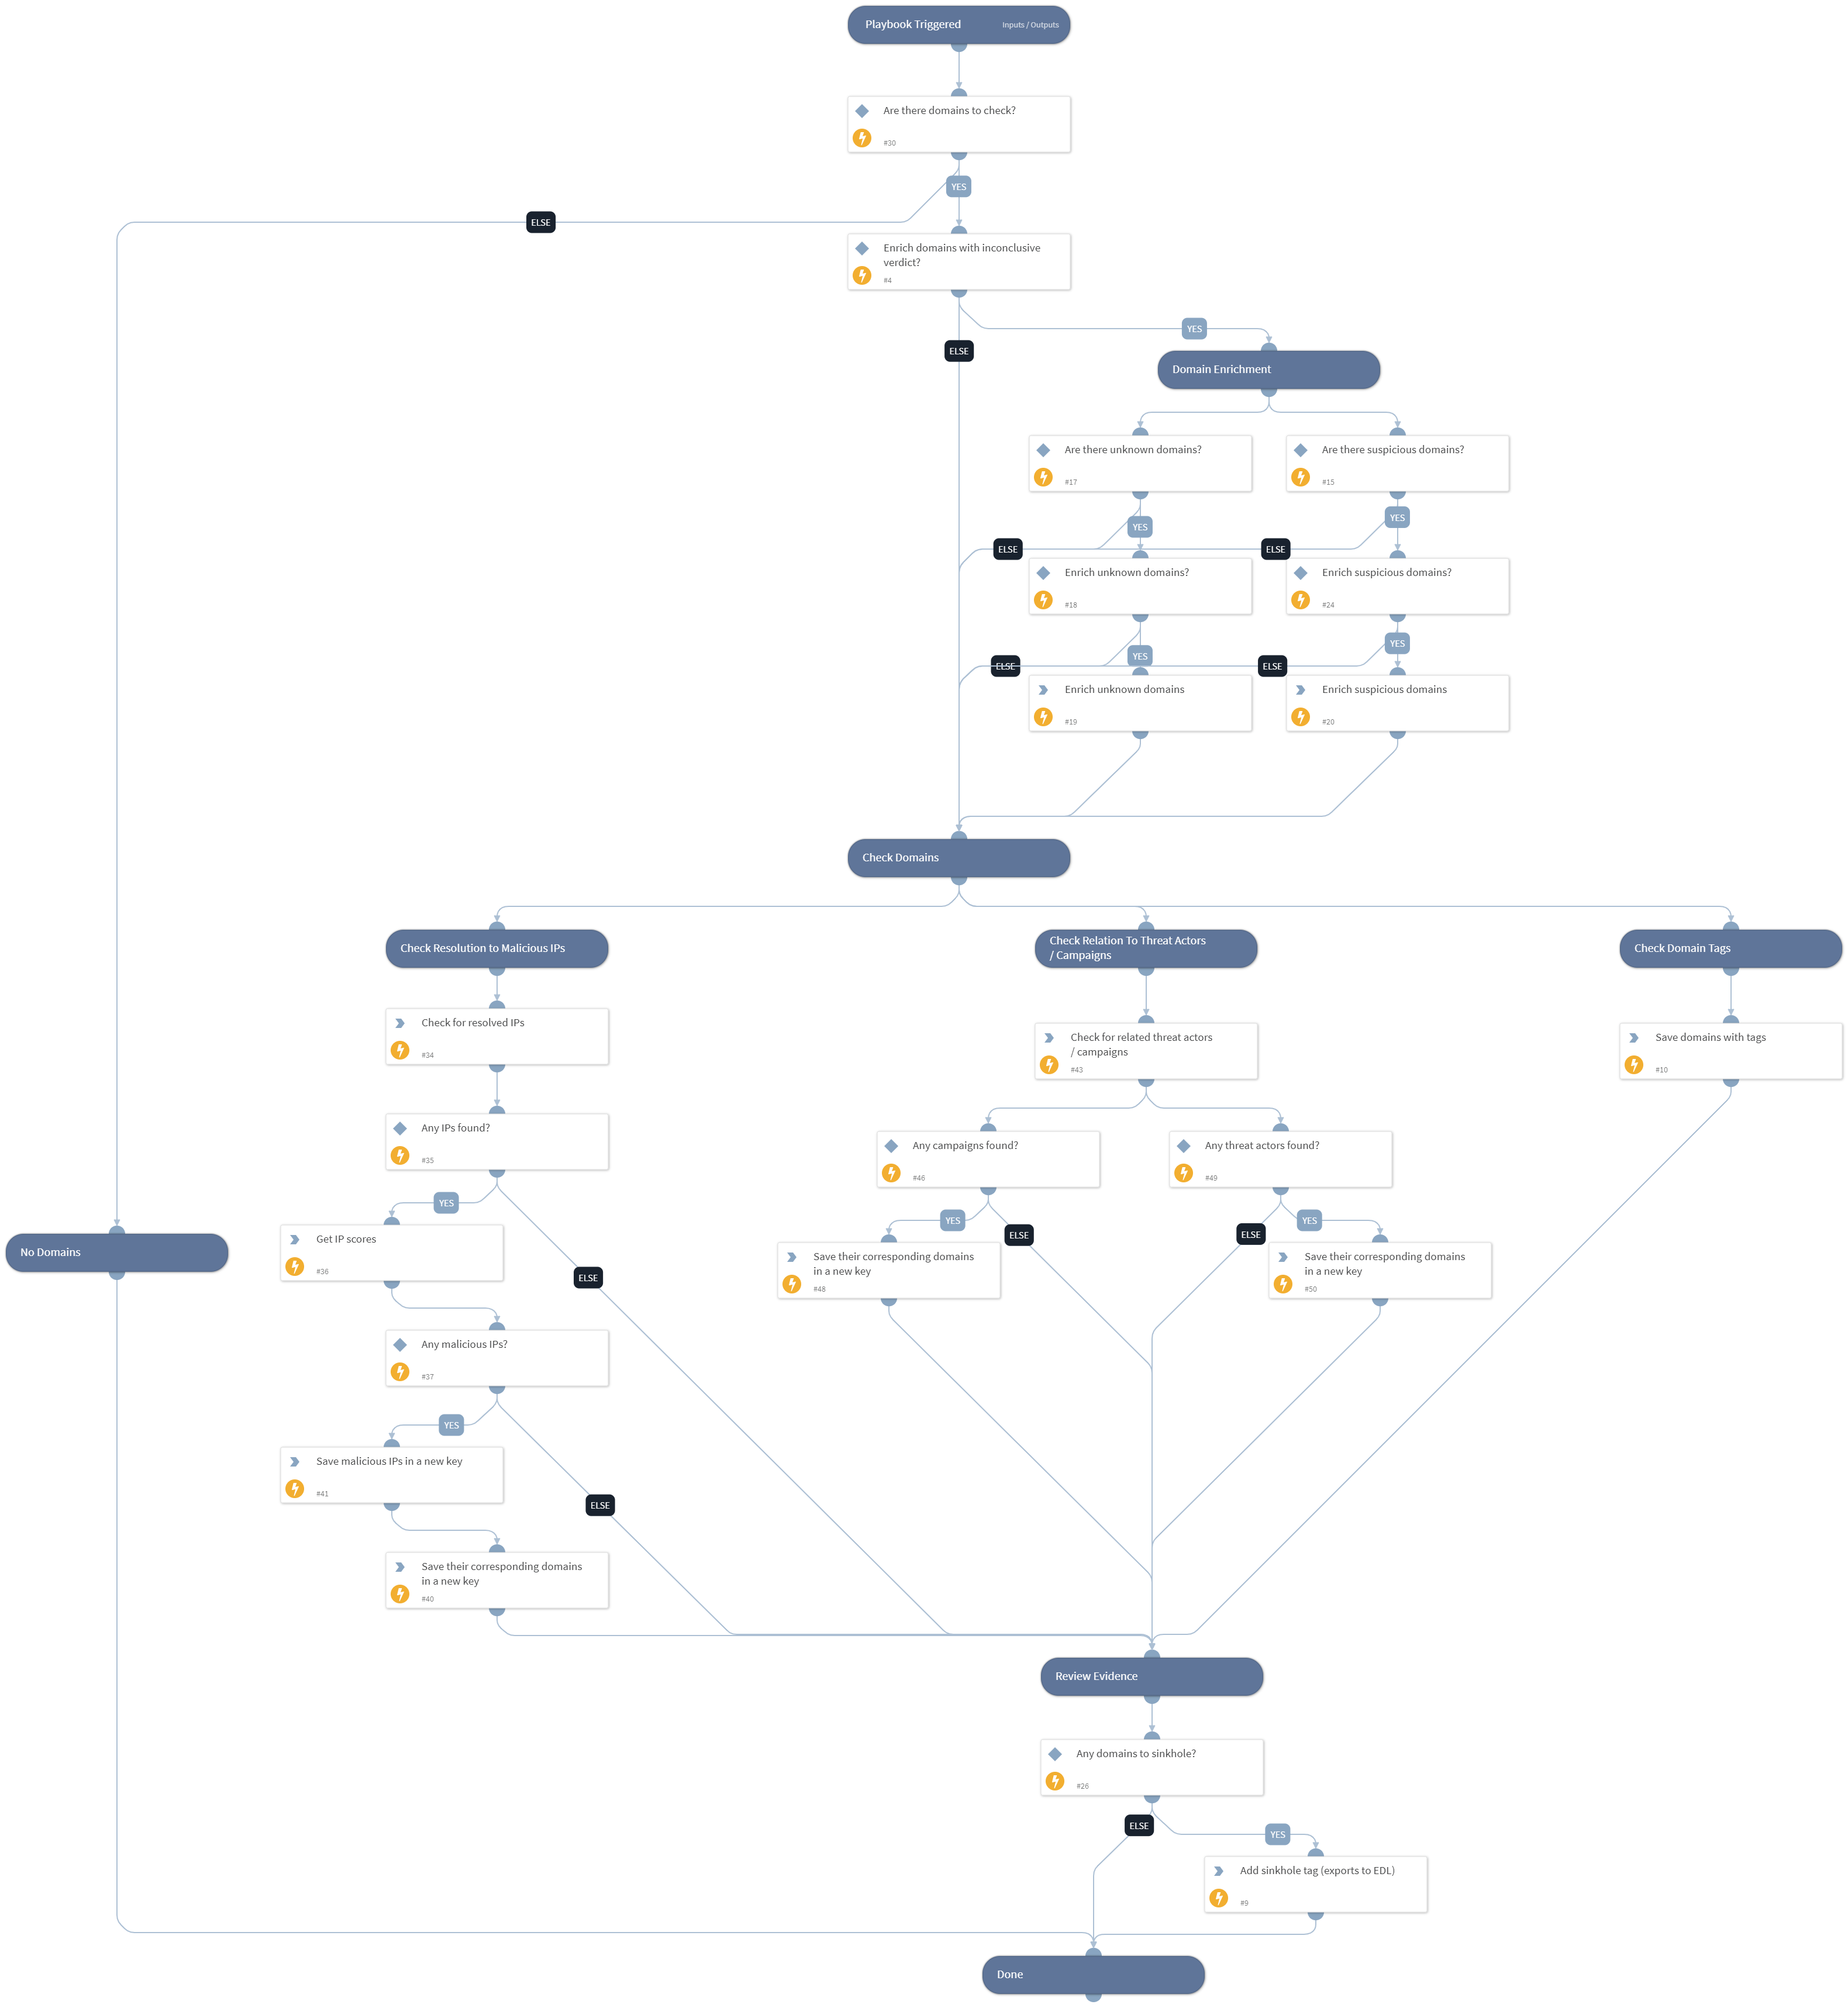 Playbook Triggered
Inputs / Outputs
Are there domains to check?
#30
YES
ELSE
Enrich domains with inconclusive
verdict?
#4
YES
ELSE
Domain Enrichment
Are there unknown domains?
#17
Are there suspicious domains?
#15
YES
YES
ELSE
ELSE
Enrich unknown domains?
#18
Enrich suspicious domains?
#24
YES
YES
ELSE
ELSE
Enrich unknown domains
#19
Enrich suspicious domains
#20
Check Domains
Check Resolution to Malicious IPs
Check Relation To Threat Actors
/ Campaigns
Check Domain Tags
Check for resolved IPs
#34
Check for related threat actors
/ campaigns
#43
Save domains with tags
#10
Any IPs found?
#35
Any campaigns found?
#46
Any threat actors found?
#49
YES
YES
ELSE
ELSE
YES
Get IP scores
#36
No Domains
ELSE
Save their corresponding domains
in a new key
#48
Save their corresponding domains
in a new key
#50
Any malicious IPs?
#37
YES
Save malicious IPs in a new key
#41
ELSE
Save their corresponding domains
in a new key
#40
Review Evidence
Any domains to sinkhole?
#26
ELSE
YES
Add sinkhole tag (exports to EDL)
#9
Done